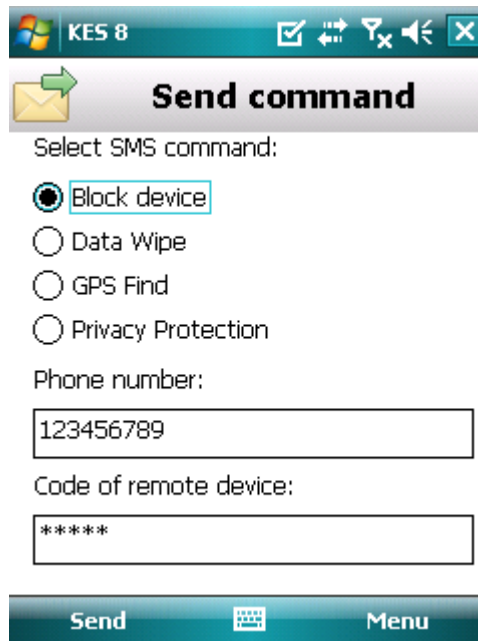 KES 8
Send command
Select SMS command:
Block device
Data Wipe
GPS Find
Privacy Protection
Phone number:
123456789
Code of remote device:
*****
Send Menu